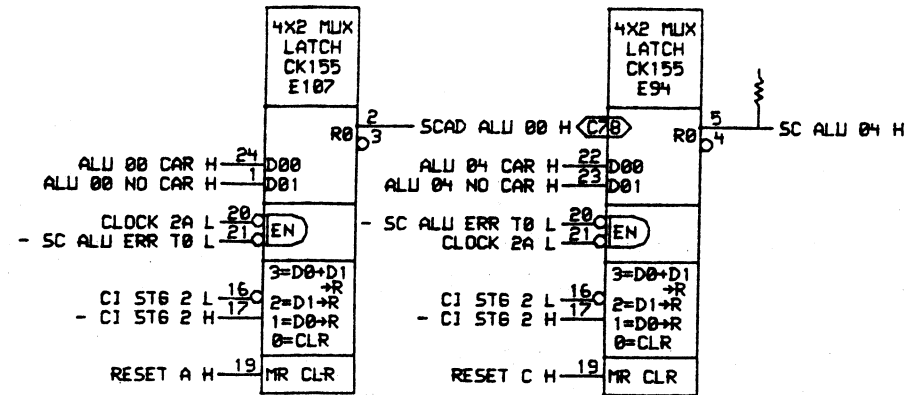 4X2 MUX
LATCH
CK155
E107
R0
2
3
SCAD ALU 00 H
C78
ALU 00 CAR H
24
D00
ALU 00 NO CAR H
1
D01
CLOCK 2A L
20
- SC ALU ERR T0 L
21
EN
3=D0+D1
→R
CI STG 2 L
16
2=D1→R
- CI STG 2 H
17
1=D0→R
0=CLR
RESET A H
19
MR CLR
4X2 MUX
LATCH
CK155
E94
R0
5
4
SC ALU 04 H
ALU 04 CAR H
22
D00
ALU 04 NO CAR H
23
D01
- SC ALU ERR T0 L
20
CLOCK 2A L
21
EN
3=D0+D1
→R
CI STG 2 L
16
2=D1→R
- CI STG 2 H
17
1=D0→R
0=CLR
RESET C H
19
MR CLR